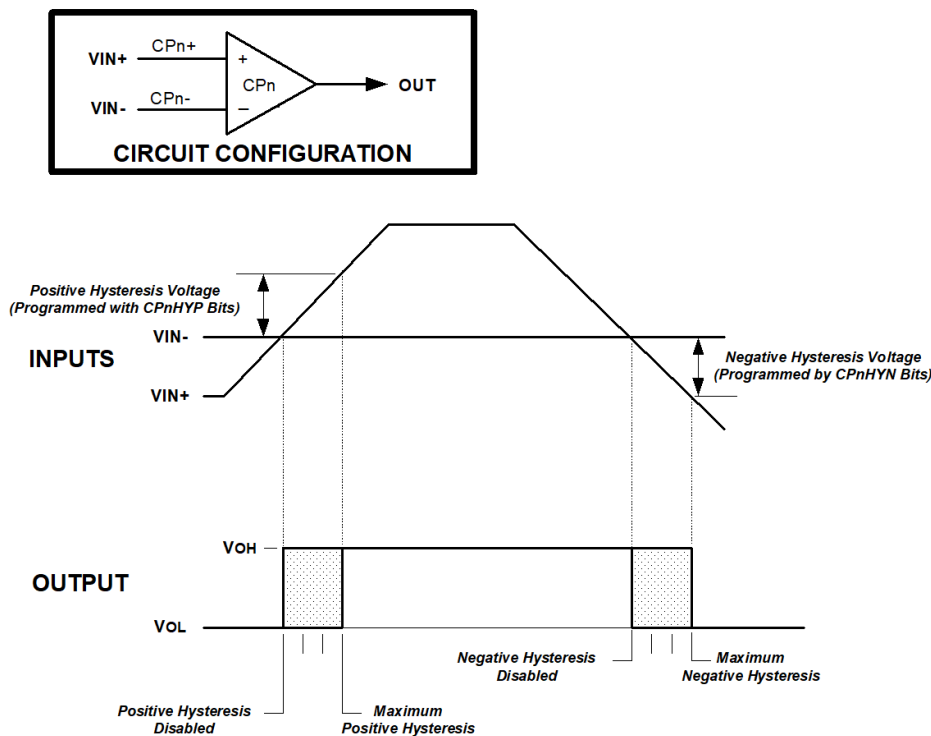 VIN+
CPn+
+
CPn
OUT
VIN-
CPn-
−
CIRCUIT CONFIGURATION
Positive Hysteresis Voltage
(Programmed with CPnHYP Bits)
VIN-
INPUTS
VIN+
Negative Hysteresis Voltage
(Programmed by CPnHYN Bits)
VOH
OUTPUT
VOL
Positive Hysteresis
Disabled
Maximum
Positive Hysteresis
Negative Hysteresis
Disabled
Maximum
Negative Hysteresis